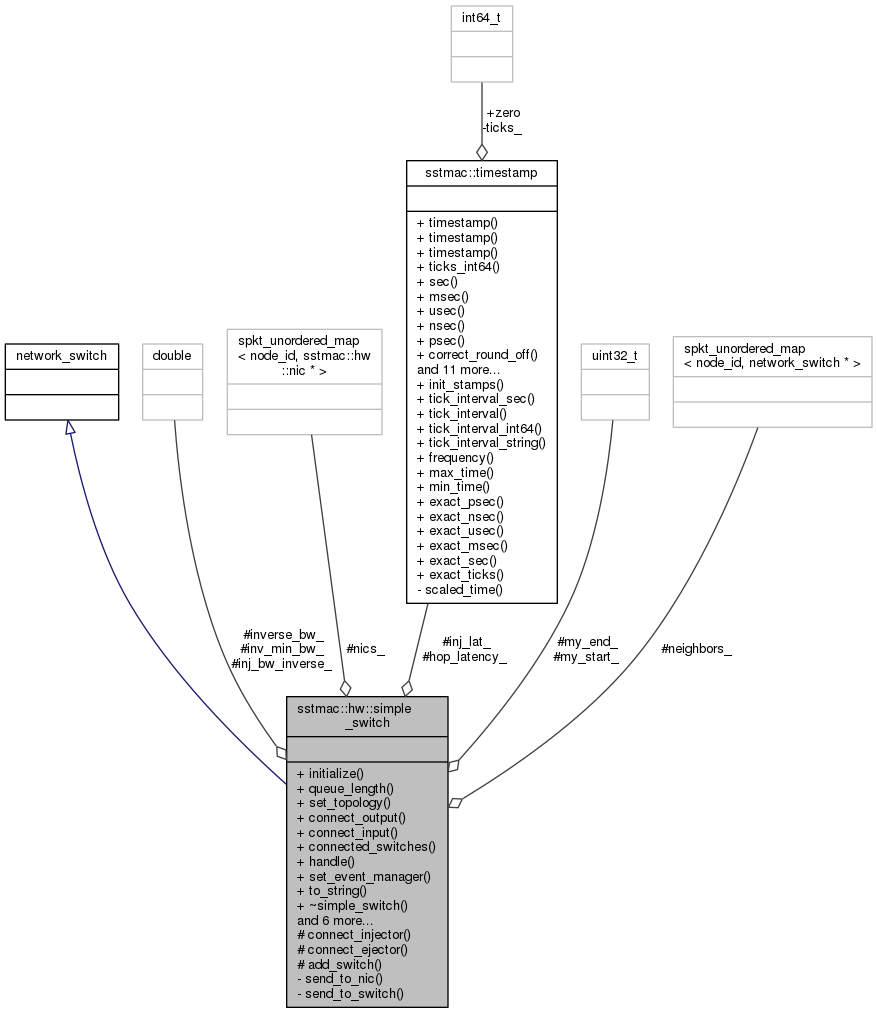 int64_t
+zero
-ticks_
sstmac::timestamp
+ timestamp()
+ timestamp()
+ timestamp()
+ ticks_int64()
+ sec()
+ msec()
+ usec()
+ nsec()
+ psec()
+ correct_round_off()
and 11 more...
+ init_stamps()
+ tick_interval_sec()
+ tick_interval()
+ tick_interval_int64()
+ tick_interval_string()
+ frequency()
+ max_time()
+ min_time()
+ exact_psec()
+ exact_nsec()
+ exact_usec()
+ exact_msec()
+ exact_sec()
+ exact_ticks()
- scaled_time()
network_switch
double
spkt_unordered_map
< node_id, sstmac::hw
::nic * >
uint32_t
spkt_unordered_map
< node_id, network_switch * >
#inverse_bw_
#inv_min_bw_
#inj_bw_inverse_
#nics_
#inj_lat_
#hop_latency_
#my_end_
#my_start_
#neighbors_
sstmac::hw::simple
_switch
+ initialize()
+ queue_length()
+ set_topology()
+ connect_output()
+ connect_input()
+ connected_switches()
+ handle()
+ set_event_manager()
+ to_string()
+ ~simple_switch()
and 6 more...
# connect_injector()
# connect_ejector()
# add_switch()
- send_to_nic()
- send_to_switch()